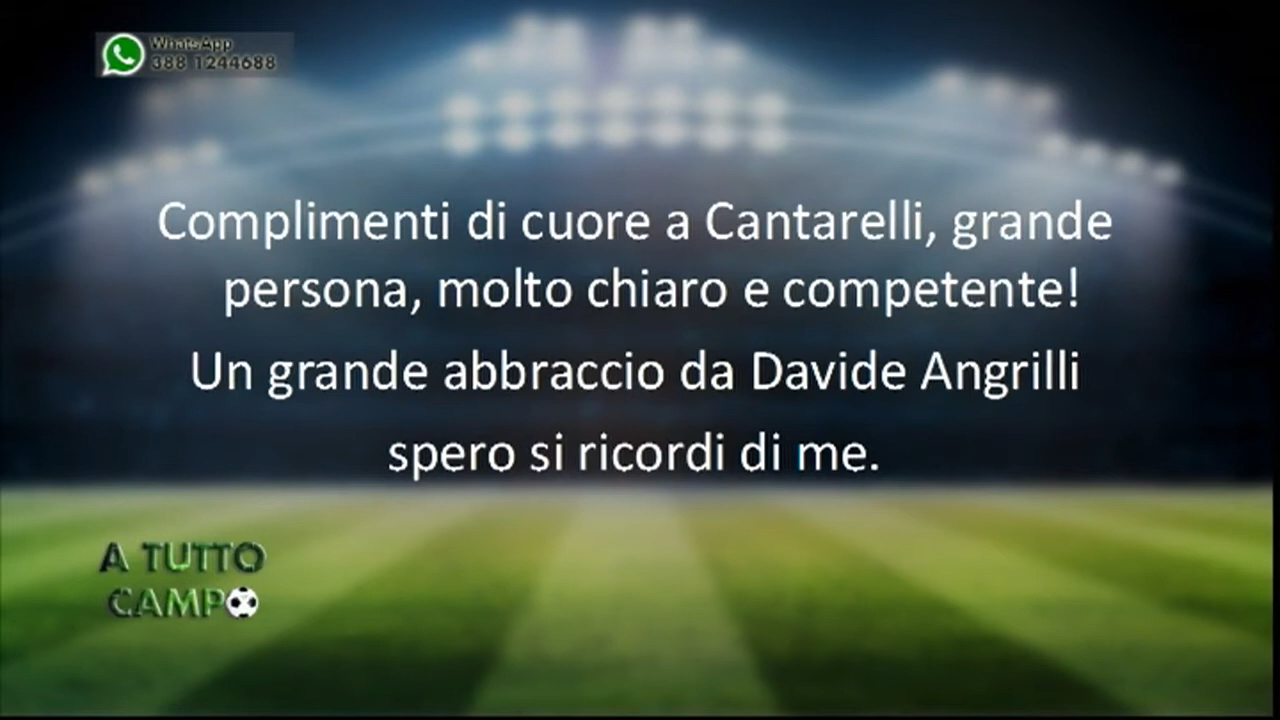 WhatsApp
388 1244688
Complimenti di cuore a Cantarelli, grande
persona, molto chiaro e competente!
Un grande abbraccio da Davide Angrilli
spero si ricordi di me.
A TUTTO
CAMPO